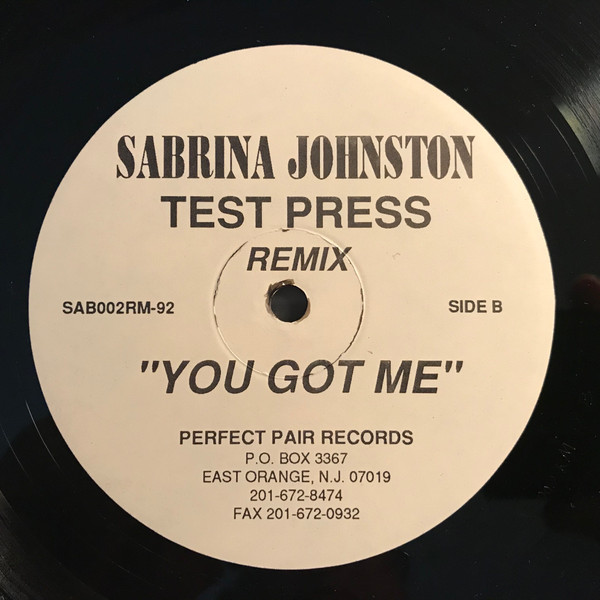 SABRINA JOHNSTON
TEST PRESS
REMIX
SAB002RM-92 SIDE B
"YOU GOT ME"
PERFECT PAIR RECORDS
P.O. BOX 3367
EAST ORANGE, N.J. 07019
201-672-8474
FAX 201-672-0932